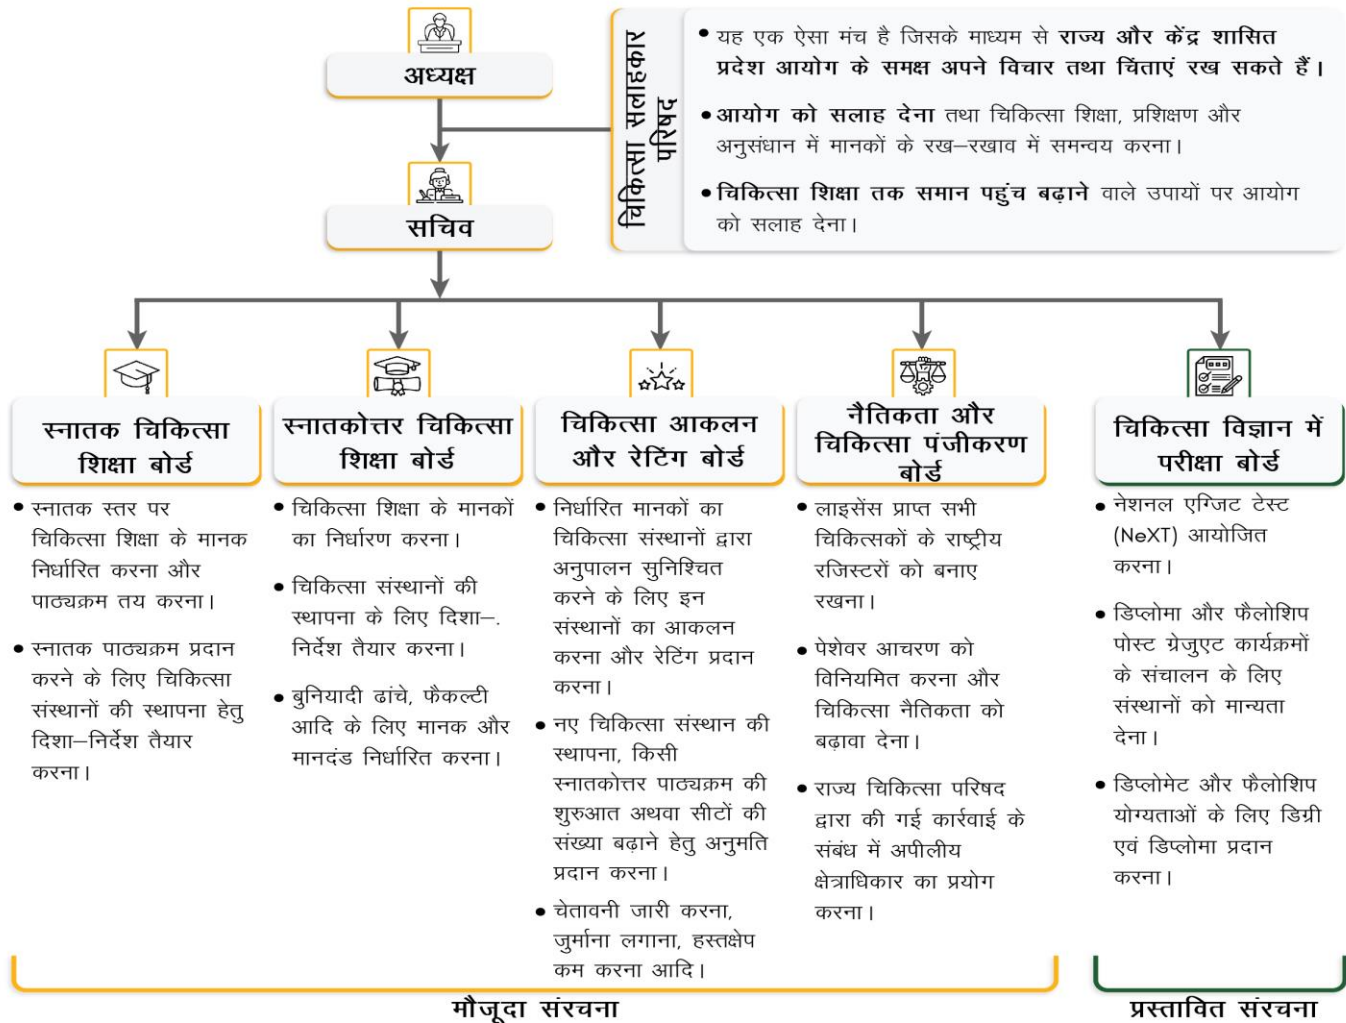 अध्यक्ष
सचिव
चिकित्सा सलाहकार
परिषद
• यह एक ऐसा मंच है जिसके माध्यम से राज्य और केंद्र शासित
प्रदेश आयोग के समक्ष अपने विचार तथा चिंताएं रख सकते हैं।
• आयोग को सलाह देना तथा चिकित्सा शिक्षा, प्रशिक्षण और
अनुसंधान में मानकों के रख–रखाव में समन्वय करना।
• चिकित्सा शिक्षा तक समान पहुंच बढ़ाने वाले उपायों पर आयोग
को सलाह देना।
स्नातक चिकित्सा
शिक्षा बोर्ड
• स्नातक स्तर पर
चिकित्सा शिक्षा के मानक
निर्धारित करना और
पाठ्यक्रम तय करना।
• स्नातक पाठ्यक्रम प्रदान
करने के लिए चिकित्सा
संस्थानों की स्थापना हेतु
दिशा–निर्देश तैयार
करना।
स्नातकोत्तर चिकित्सा
शिक्षा बोर्ड
• चिकित्सा शिक्षा के मानकों
का निर्धारण करना।
• चिकित्सा संस्थानों की
स्थापना के लिए दिशा–.
निर्देश तैयार करना।
• बुनियादी ढांचे, फैकल्टी
आदि के लिए मानक और
मानदंड निर्धारित करना।
चिकित्सा आकलन
और रेटिंग बोर्ड
• निर्धारित मानकों का
चिकित्सा संस्थानों द्वारा
अनुपालन सुनिश्चित
करने के लिए इन
संस्थानों का आकलन
करना और रेटिंग प्रदान
करना।
• नए चिकित्सा संस्थान की
स्थापना, किसी
स्नातकोत्तर पाठ्यक्रम की
शुरुआत अथवा सीटों की
संख्या बढ़ाने हेतु अनुमति
प्रदान करना।
• चेतावनी जारी करना,
जुर्माना लगाना, हस्तक्षेप
कम करना आदि।
नैतिकता और
चिकित्सा पंजीकरण
बोर्ड
• लाइसेंस प्राप्त सभी
चिकित्सकों के राष्ट्रीय
रजिस्टरों को बनाए
रखना।
• पेशेवर आचरण को
विनियमित करना और
चिकित्सा नैतिकता को
बढ़ावा देना।
• राज्य चिकित्सा परिषद
द्वारा की गई कार्रवाई के
संबंध में अपीलीय
क्षेत्राधिकार का प्रयोग
करना।
चिकित्सा विज्ञान में
परीक्षा बोर्ड
• नेशनल एग्जिट टेस्ट
(NeXT) आयोजित
करना।
• डिप्लोमा और फैलोशिप
पोस्ट ग्रेजुएट कार्यक्रमों
के संचालन के लिए
संस्थानों को मान्यता
देना।
• डिप्लोमेट और फैलोशिप
योग्यताओं के लिए डिग्री
एवं डिप्लोमा प्रदान
करना।
मौजूदा संरचना
प्रस्तावित संरचना